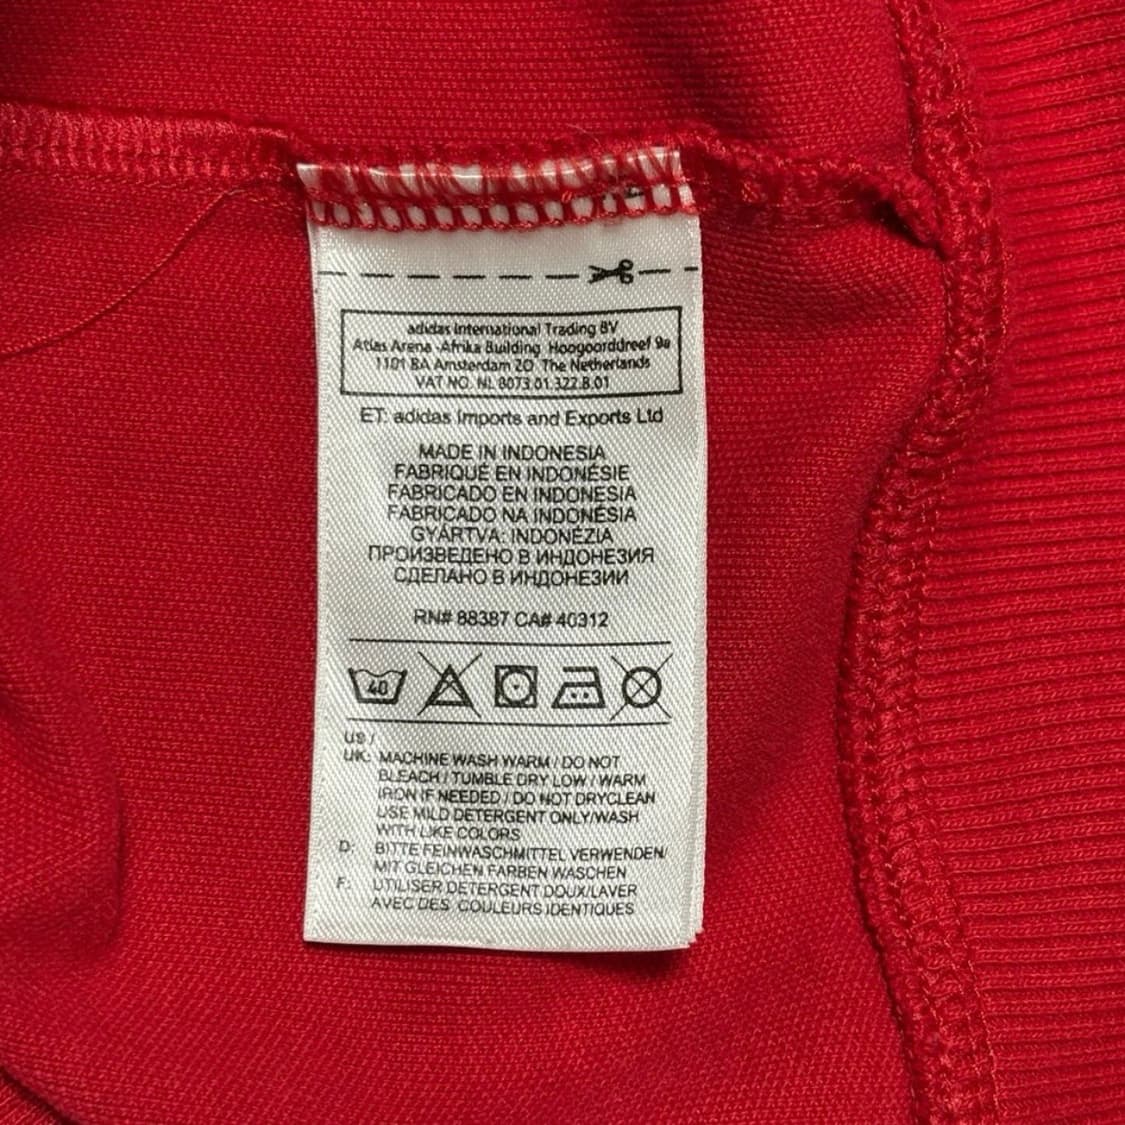 adidas International Trading BV
Atlas Arena -Afrika Building Hoogoorddreef 9a
1101 BA Amsterdam ZO The Netherlands
VAT NO. NL 8073.01.322.B.01
ET: adidas Imports and Exports Ltd
MADE IN INDONESIA
FABRIQUÉ EN INDONÉSIE
FABRICADO EN INDONESIA
FABRICADO NA INDONÉSIA
GYÁRTVA: INDONÉZIA
ПРОИЗВЕДЕНО В ИНДОНЕЗИЯ
СДЕЛАНО В ИНДОНЕЗИИ
RN# 88387 CA# 40312
40
US /
UK: MACHINE WASH WARM / DO NOT
BLEACH / TUMBLE DRY LOW / WARM
IRON IF NEEDED / DO NOT DRYCLEAN
USE MILD DETERGENT ONLY/WASH
WITH LIKE COLORS
D: BITTE FEINWASCHMITTEL VERWENDEN/
MIT GLEICHEN FARBEN WASCHEN
F: UTILISER DETERGENT DOUX/LAVER
AVEC DES COULEURS IDENTIQUES